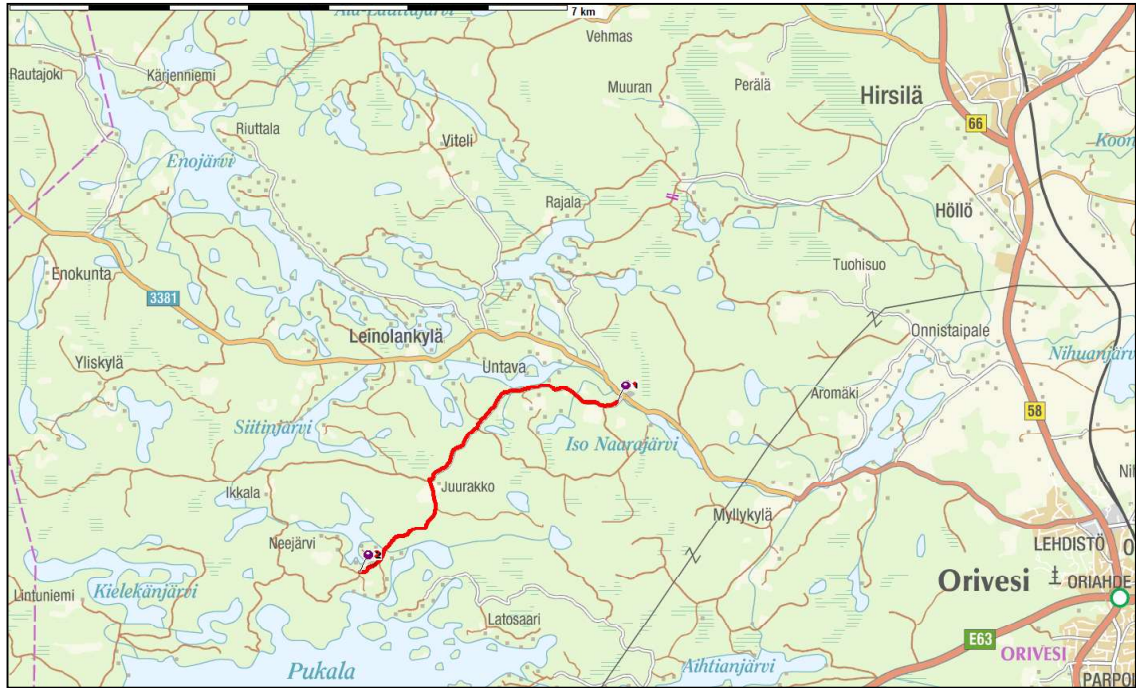 7 km
Vehmas
Rautajoki
Kärjenniemi
Muuran
Perälä
Hirsilä
66
Riuttala
Viteli
Enojärvi
Rajala
Höllö
Enokunta
Tuohisuo
3381
Leinolankylä
Onnistaipale
Yliskylä
Untava
Aromäki
58
Siitinjärvi
Iso Naarajärvi
Juurakko
Ikkala
Myllykylä
Neejärvi
2
LEHDISTÖ
Orivesi
ORIAHDE
Lintuniemi
Kielekänjärvi
Latosaari
E63
ORIVESI
Pukala
Aihtianjärvi